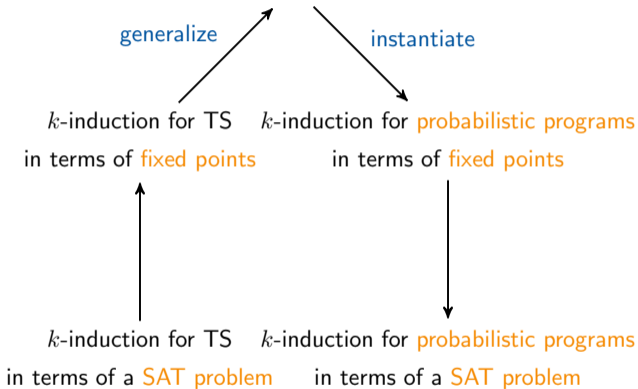 generalize
instantiate
k-induction for TS
in terms of fixed points
k-induction for probabilistic programs
in terms of fixed points
k-induction for TS
in terms of a SAT problem
k-induction for probabilistic programs
in terms of a SAT problem